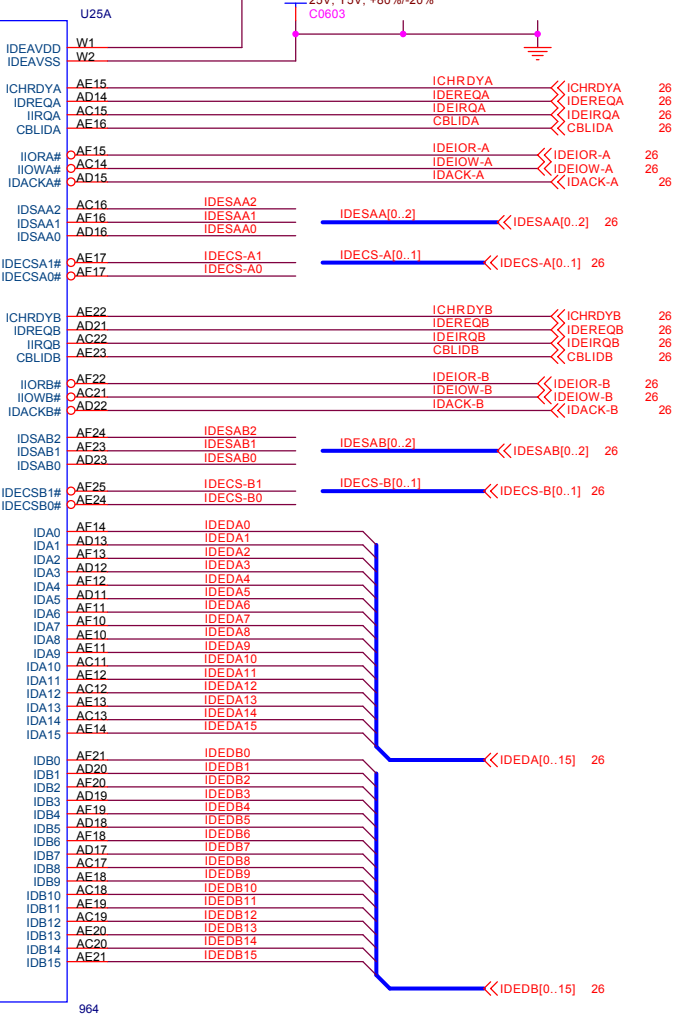 25V, Y5V, +80%/-20%
U25A C0603
IDEAVDD W1
IDEAVSS W2
ICHRDYA AE15 ICHRDYA ICHRDYA 26
IDREQA AD14 IDEREQA IDEREQA 26
IIRQA AC15 IDEIRQA IDEIRQA 26
CBLIDA AE16 CBLIDA CBLIDA 26
IIORA# AF15 IDEIOR-A IDEIOR-A 26
IIOWA# AC14 IDEIOW-A IDEIOW-A 26
IDACKA# AD15 IDACK-A IDACK-A 26
IDSAA2 AC16 IDESAA2
IDSAA1 AF16 IDESAA1 IDESAA[0..2] IDESAA[0..2] 26
IDSAA0 AD16 IDESAA0
IDECSA1# AE17 IDECS-A1 IDECS-A[0..1] IDECS-A[0..1] 26
IDECSA0# AF17 IDECS-A0
ICHRDYB AE22 ICHRDYB ICHRDYB 26
IDREQB AD21 IDEREQB IDEREQB 26
IIRQB AC22 IDEIRQB IDEIRQB 26
CBLIDB AE23 CBLIDB CBLIDB 26
IIORB# AF22 IDEIOR-B IDEIOR-B 26
IIOWB# AC21 IDEIOW-B IDEIOW-B 26
IDACKB# AD22 IDACK-B IDACK-B 26
IDSAB2 AF24 IDESAB2
IDSAB1 AF23 IDESAB1 IDESAB[0..2] IDESAB[0..2] 26
IDSAB0 AD23 IDESAB0
IDECSB1# AF25 IDECS-B1 IDECS-B[0..1] IDECS-B[0..1] 26
IDECSB0# AE24 IDECS-B0
IDA0 AF14 IDEDA0
IDA1 AD13 IDEDA1
IDA2 AF13 IDEDA2
IDA3 AD12 IDEDA3
IDA4 AF12 IDEDA4
IDA5 AD11 IDEDA5
IDA6 AF11 IDEDA6
IDA7 AF10 IDEDA7
IDA8 AE10 IDEDA8
IDA9 AE11 IDEDA9
IDA10 AC11 IDEDA10
IDA11 AE12 IDEDA11
IDA12 AC12 IDEDA12
IDA13 AE13 IDEDA13
IDA14 AC13 IDEDA14
IDA15 AE14 IDEDA15
IDB0 AF21 IDEDB0 IDEDA[0..15] 26
IDB1 AD20 IDEDB1
IDB2 AF20 IDEDB2
IDB3 AD19 IDEDB3
IDB4 AF19 IDEDB4
IDB5 AD18 IDEDB5
IDB6 AF18 IDEDB6
IDB7 AD17 IDEDB7
IDB8 AC17 IDEDB8
IDB9 AE18 IDEDB9
IDB10 AC18 IDEDB10
IDB11 AE19 IDEDB11
IDB12 AC19 IDEDB12
IDB13 AE20 IDEDB13
IDB14 AC20 IDEDB14
IDB15 AE21 IDEDB15
IDEDB[0..15] 26
964